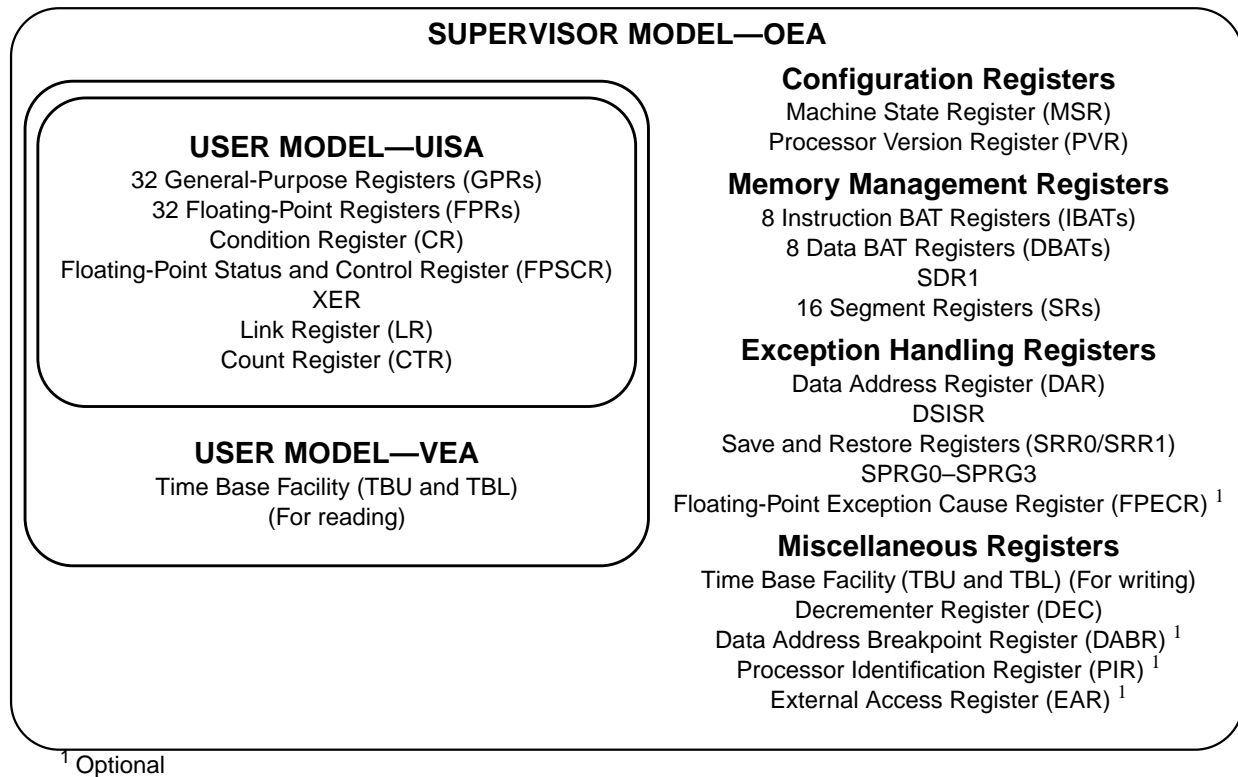 SUPERVISOR MODEL—OEA
USER MODEL—UISA
32 General-Purpose Registers (GPRs)
32 Floating-Point Registers (FPRs)
Condition Register (CR)
Floating-Point Status and Control Register (FPSCR)
XER
Link Register (LR)
Count Register (CTR)
USER MODEL—VEA
Time Base Facility (TBU and TBL)
(For reading)
Configuration Registers
Machine State Register (MSR)
Processor Version Register (PVR)
Memory Management Registers
8 Instruction BAT Registers (IBATs)
8 Data BAT Registers (DBATs)
SDR1
16 Segment Registers (SRs)
Exception Handling Registers
Data Address Register (DAR)
DSISR
Save and Restore Registers (SRR0/SRR1)
SPRG0–SPRG3
Floating-Point Exception Cause Register (FPECR) 1
Miscellaneous Registers
Time Base Facility (TBU and TBL) (For writing)
Decrementer Register (DEC)
Data Address Breakpoint Register (DABR) 1
Processor Identification Register (PIR) 1
External Access Register (EAR) 1
1 Optional